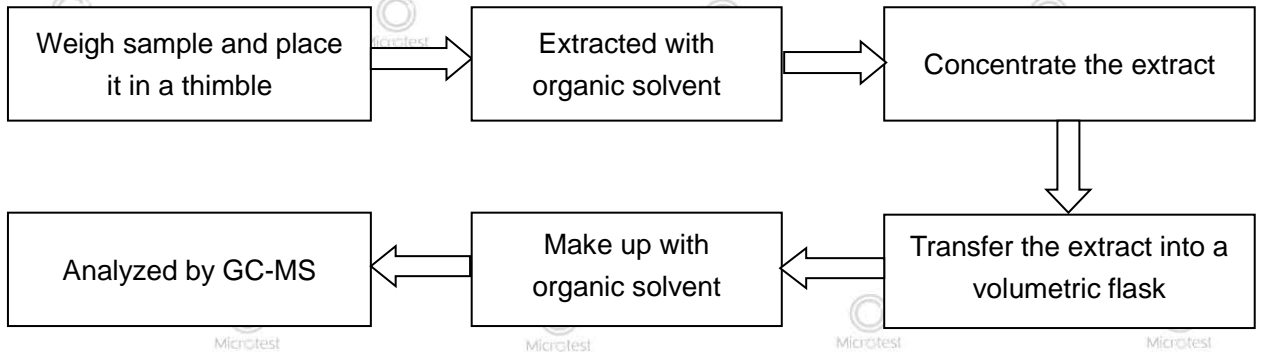 Weigh sample and place
it in a thimble
Extracted with
organic solvent
Concentrate the extract
Transfer the extract into a
volumetric flask
Make up with
organic solvent
Analyzed by GC-MS
Microtest
Microtest
Microtest
Microtest
Microtest